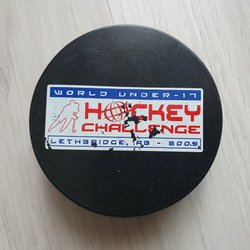 WORLD UNDER-17
HOCKEY
CHALLENGE
LETHBRIDGE, AB - 2005